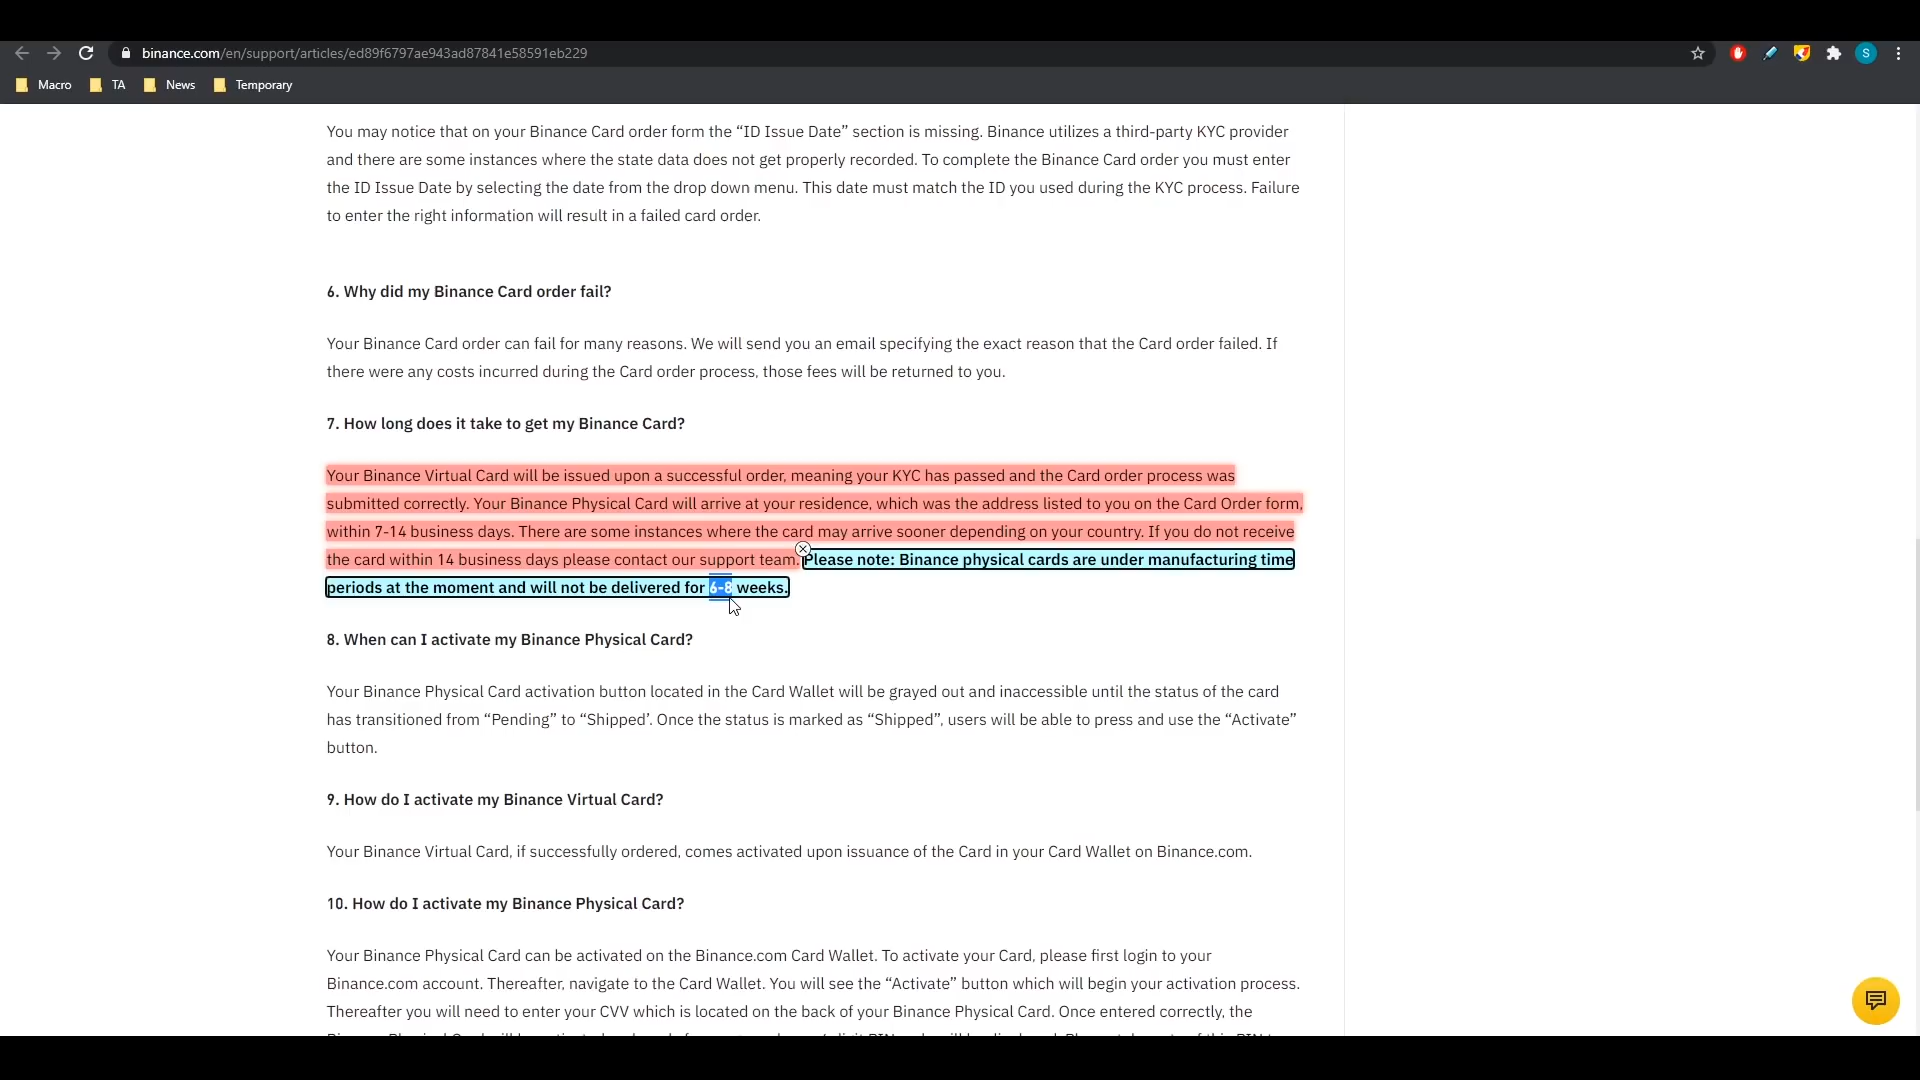 binance.com/en/support/articles/ed89f6797ae943ad87841e58591eb229
S
Macro TA News Temporary
You may notice that on your Binance Card order form the “ID Issue Date” section is missing. Binance utilizes a third-party KYC provider
and there are some instances where the state data does not get properly recorded. To complete the Binance Card order you must enter
the ID Issue Date by selecting the date from the drop down menu. This date must match the ID you used during the KYC process. Failure
to enter the right information will result in a failed card order.
6. Why did my Binance Card order fail?
Your Binance Card order can fail for many reasons. We will send you an email specifying the exact reason that the Card order failed. If
there were any costs incurred during the Card order process, those fees will be returned to you.
7. How long does it take to get my Binance Card?
Your Binance Virtual Card will be issued upon a successful order, meaning your KYC has passed and the Card order process was
submitted correctly. Your Binance Physical Card will arrive at your residence, which was the address listed to you on the Card Order form,
within 7-14 business days. There are some instances where the card may arrive sooner depending on your country. If you do not receive
the card within 14 business days please contact our support team. Please note: Binance physical cards are under manufacturing time
periods at the moment and will not be delivered for 6-8 weeks.
8. When can I activate my Binance Physical Card?
Your Binance Physical Card activation button located in the Card Wallet will be grayed out and inaccessible until the status of the card
has transitioned from “Pending” to “Shipped’. Once the status is marked as “Shipped”, users will be able to press and use the “Activate”
button.
9. How do I activate my Binance Virtual Card?
Your Binance Virtual Card, if successfully ordered, comes activated upon issuance of the Card in your Card Wallet on Binance.com.
10. How do I activate my Binance Physical Card?
Your Binance Physical Card can be activated on the Binance.com Card Wallet. To activate your Card, please first login to your
Binance.com account. Thereafter, navigate to the Card Wallet. You will see the “Activate” button which will begin your activation process.
Thereafter you will need to enter your CVV which is located on the back of your Binance Physical Card. Once entered correctly, the